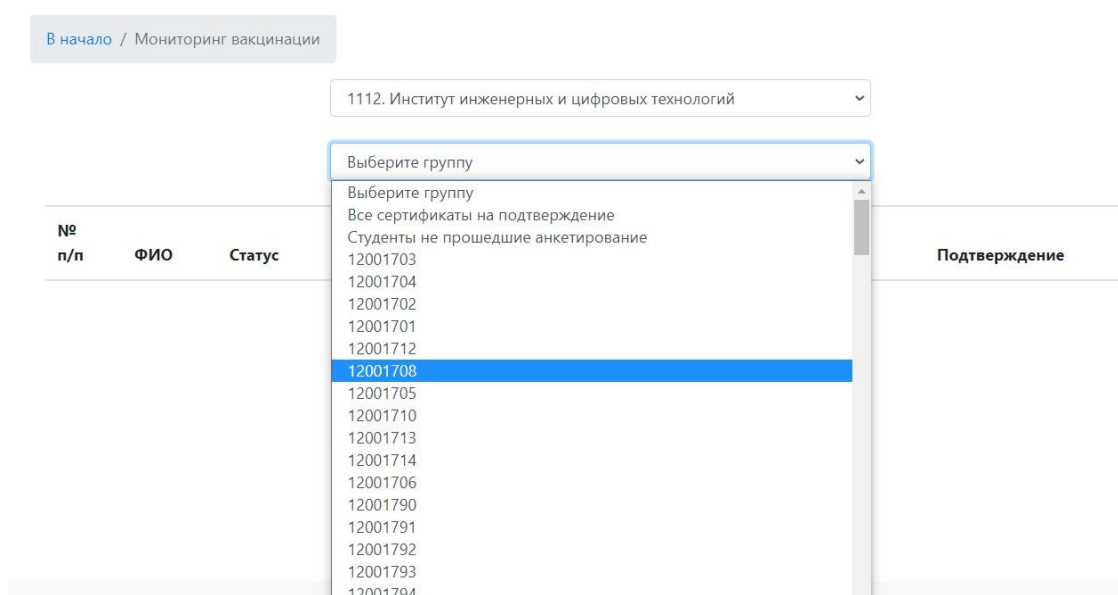 В начало / Мониторинг вакцинации
1112. Институт инженерных и цифровых технологий
Выберите группу
Выберите группу
Все сертификаты на подтверждение
Студенты не прошедшие анкетирование
№
п/п ФИО Статус Подтверждение
12001703
12001704
12001702
12001701
12001712
12001708
12001705
12001710
12001713
12001714
12001706
12001790
12001791
12001792
12001793
12001794